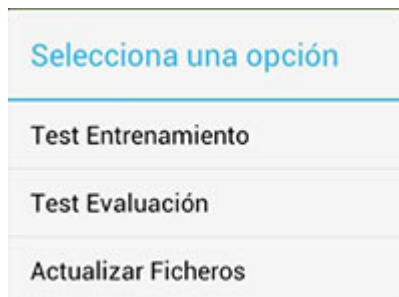 Selecciona una opción
Test Entrenamiento
Test Evaluación
Actualizar Ficheros